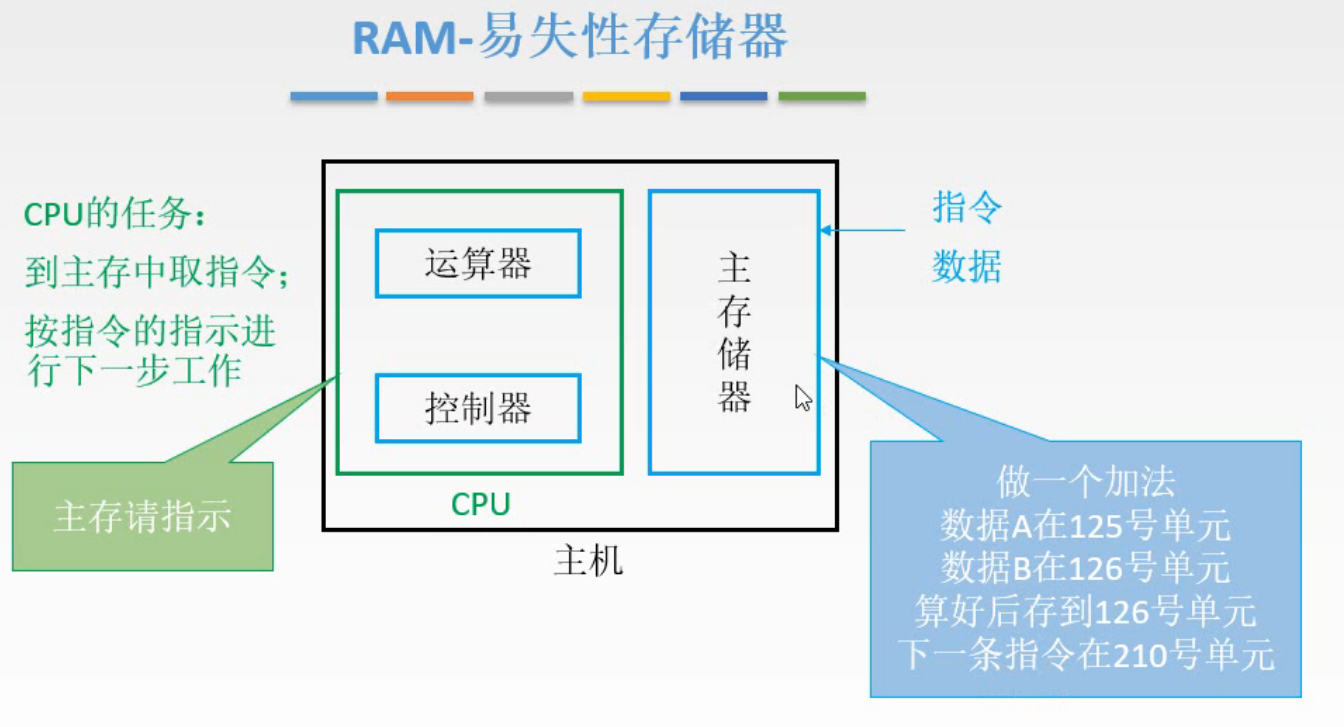 RAM-易失性存储器
CPU的任务：
到主存中取指令；
按指令的指示进
行下一步工作
主存请指示
运算器
控制器
CPU
主
存
储
器
主机
指令
数据
做一个加法
数据A在125号单元
数据B在126号单元
算好后存到126号单元
下一条指令在210号单元